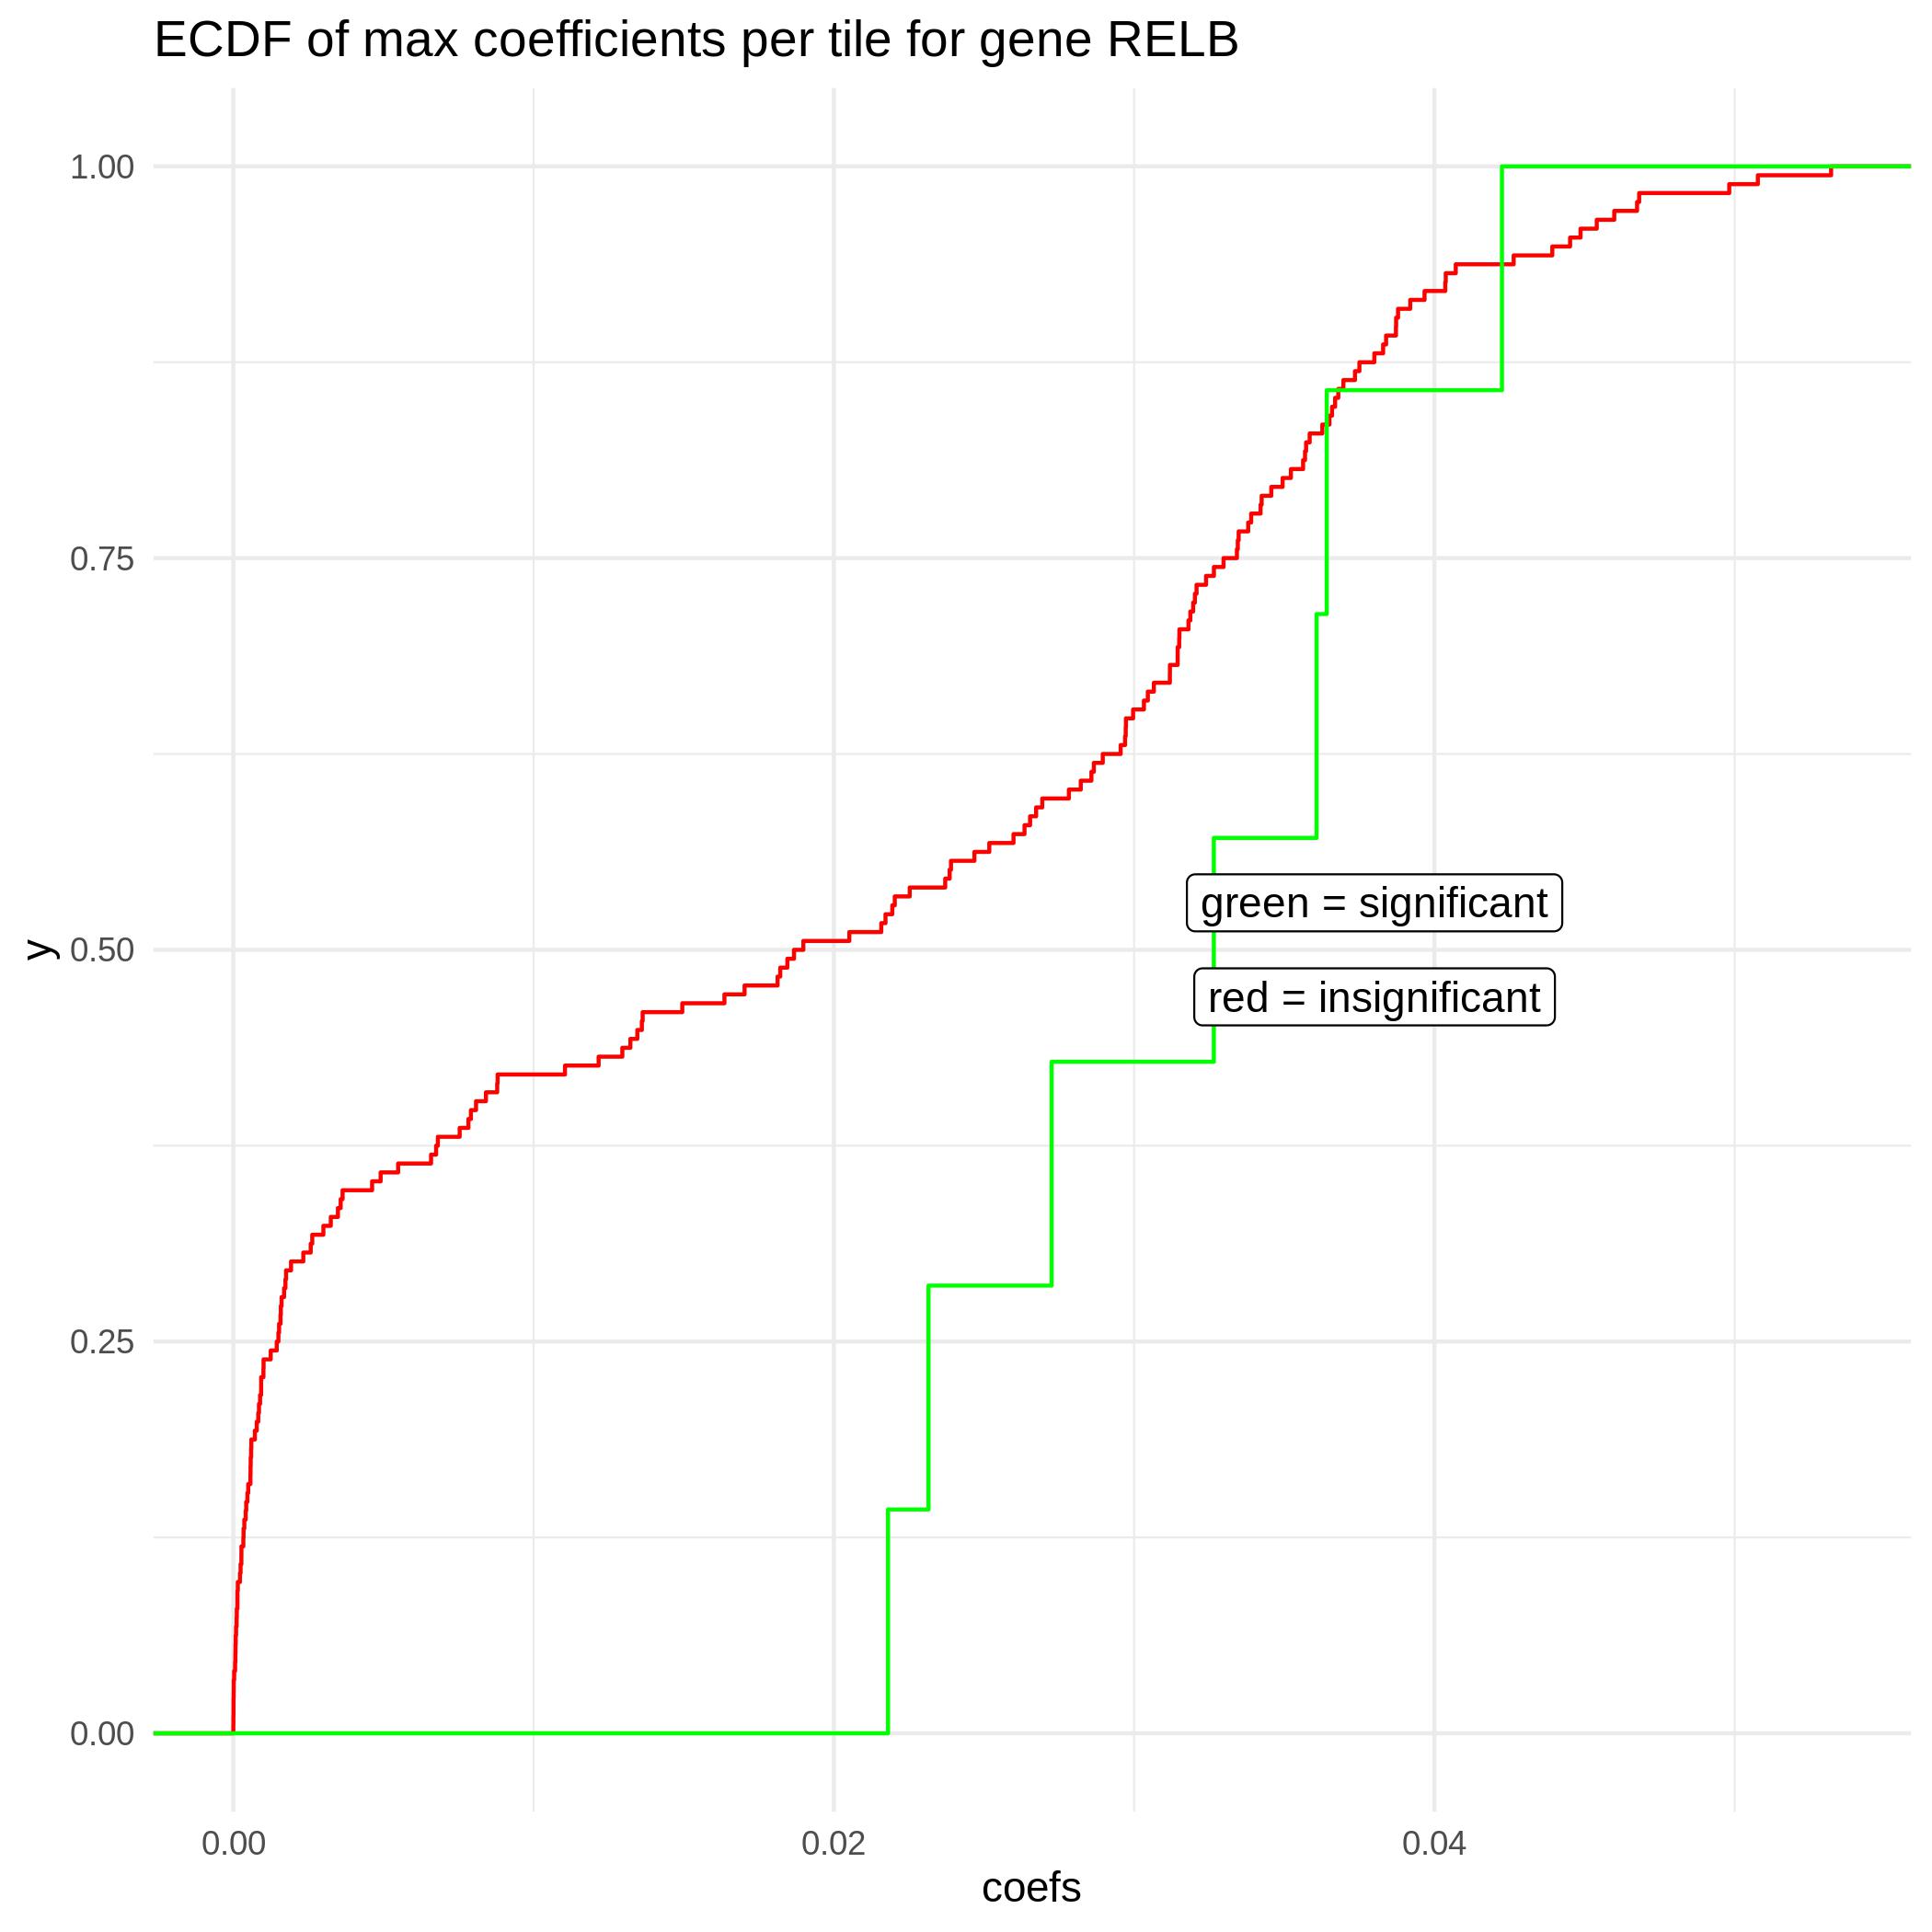 ECDF of max coefficients per tile for gene RELB
1.00
0.75
0.50
0.25
0.00
y
green = significant
red = insignificant
0.00
0.02
0.04
coefs